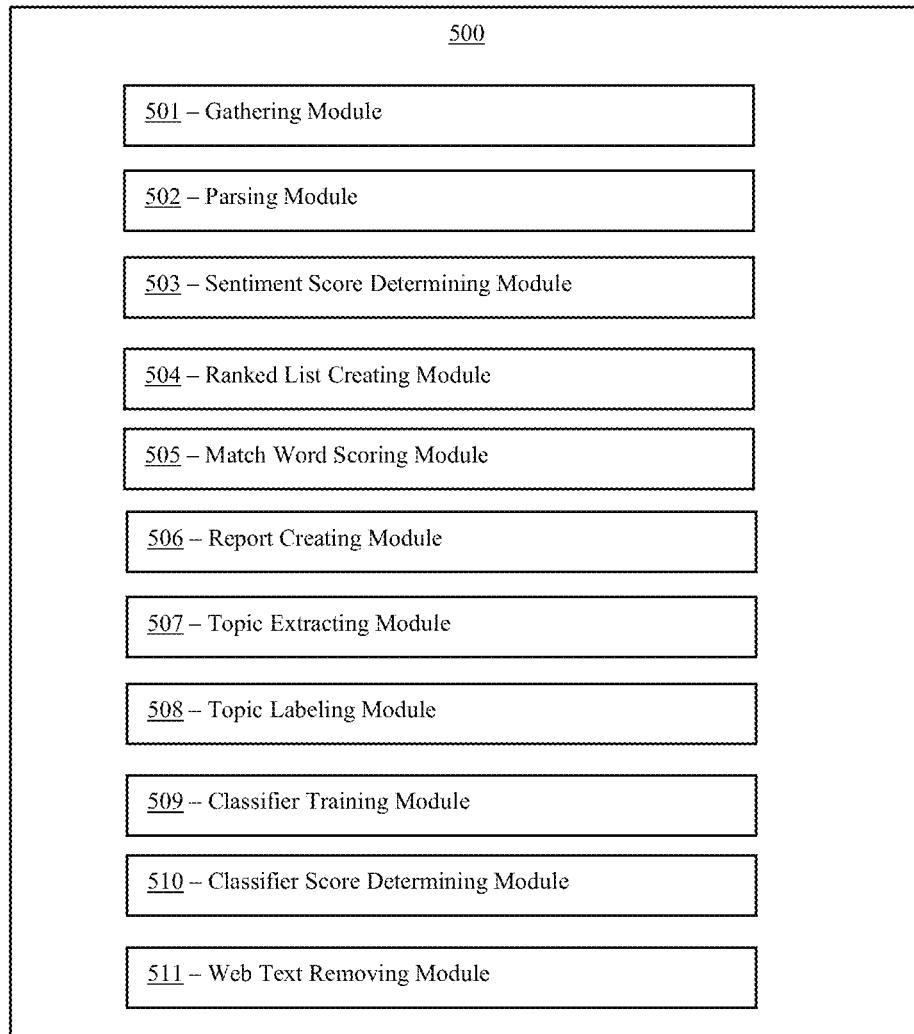 500
501 – Gathering Module
502 – Parsing Module
503 – Sentiment Score Determining Module
504 – Ranked List Creating Module
505 – Match Word Scoring Module
506 – Report Creating Module
507 – Topic Extracting Module
508 – Topic Labeling Module
509 – Classifier Training Module
510 – Classifier Score Determining Module
511 – Web Text Removing Module